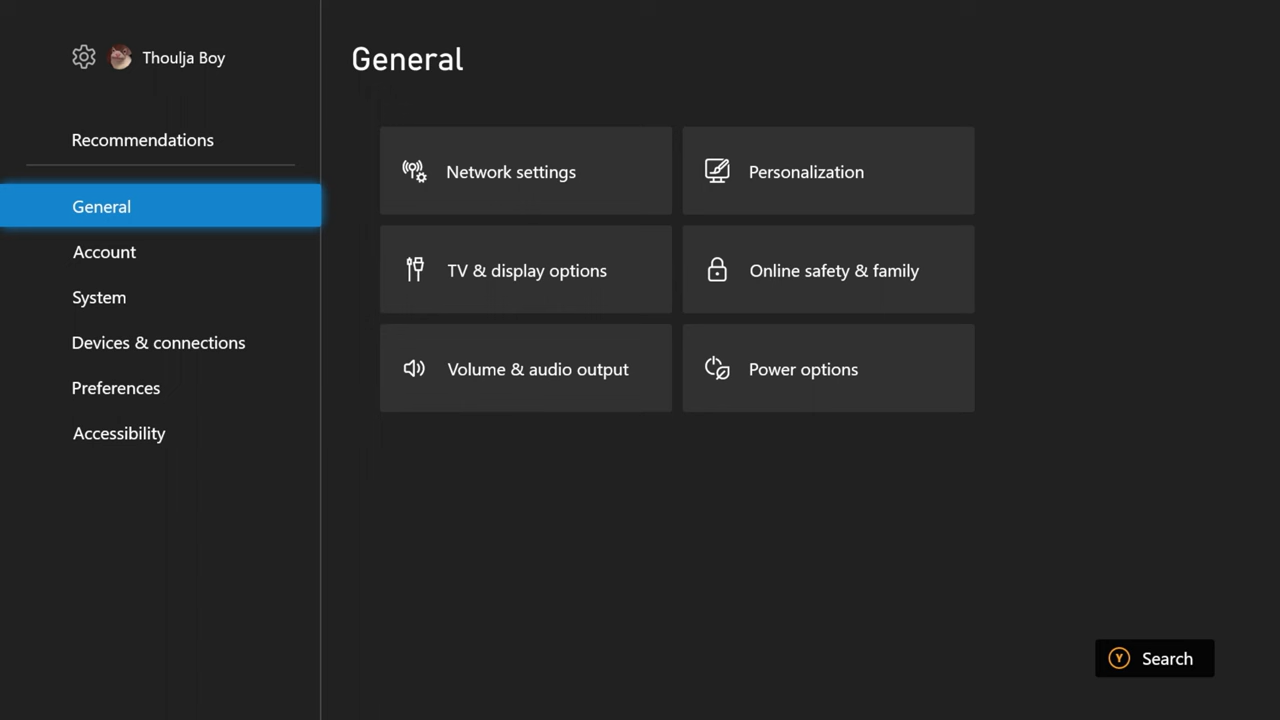 Thoulja Boy
Recommendations
General
Account
System
Devices & connections
Preferences
Accessibility
General
Network settings
Personalization
TV & display options
Online safety & family
Volume & audio output
Power options
Y Search